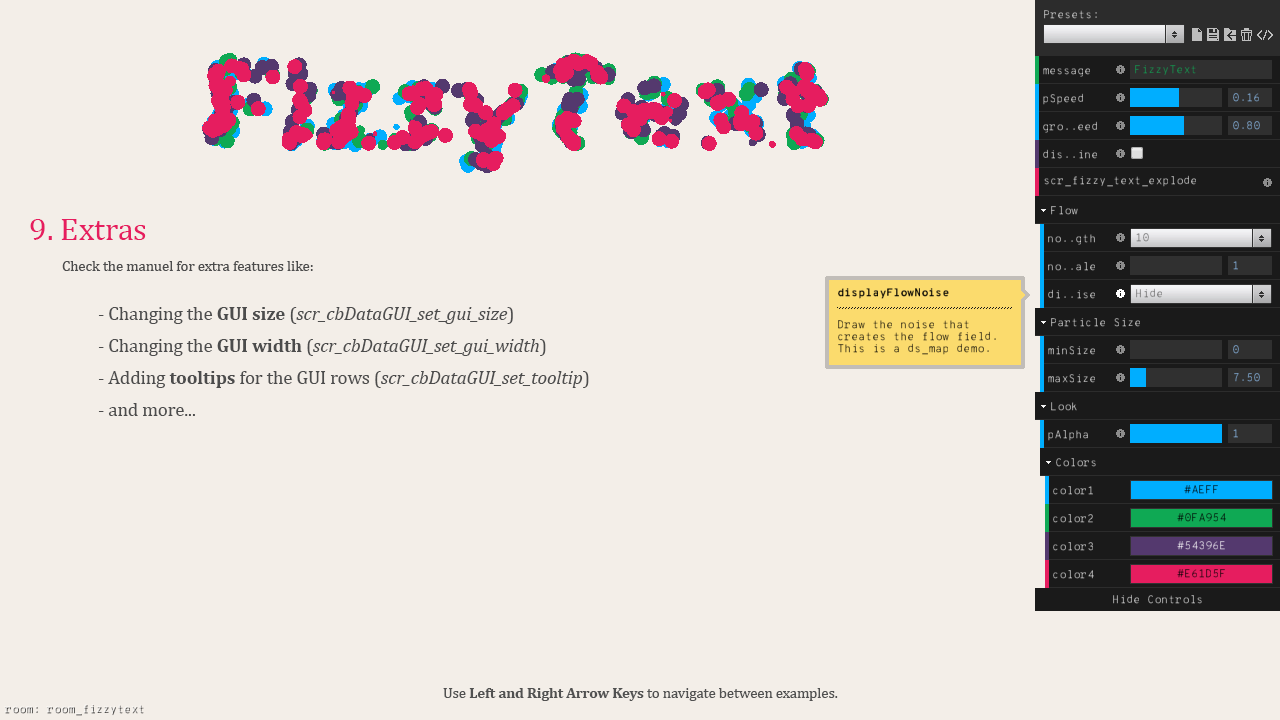 FizzyText
9. Extras
Check the manuel for extra features like:
- Changing the GUI size (scr_cbDataGUI_set_gui_size)
- Changing the GUI width (scr_cbDataGUI_set_gui_width)
- Adding tooltips for the GUI rows (scr_cbDataGUI_set_tooltip)
- and more...
displayFlowNoise
Draw the noise that
creates the flow field.
This is a ds_map demo.
Presets:
message FizzyText
pSpeed 0.16
gro..eed 0.80
dis..ine
scr_fizzy_text_explode
Flow
no..gth 10
no..ale 1
di..ise Hide
Particle Size
minSize 0
maxSize 7.50
Look
pAlpha 1
Colors
color1 #AEFF
color2 #0FA954
color3 #54396E
color4 #E61D5F
Hide Controls
Use Left and Right Arrow Keys to navigate between examples.
room: room_fizzytext